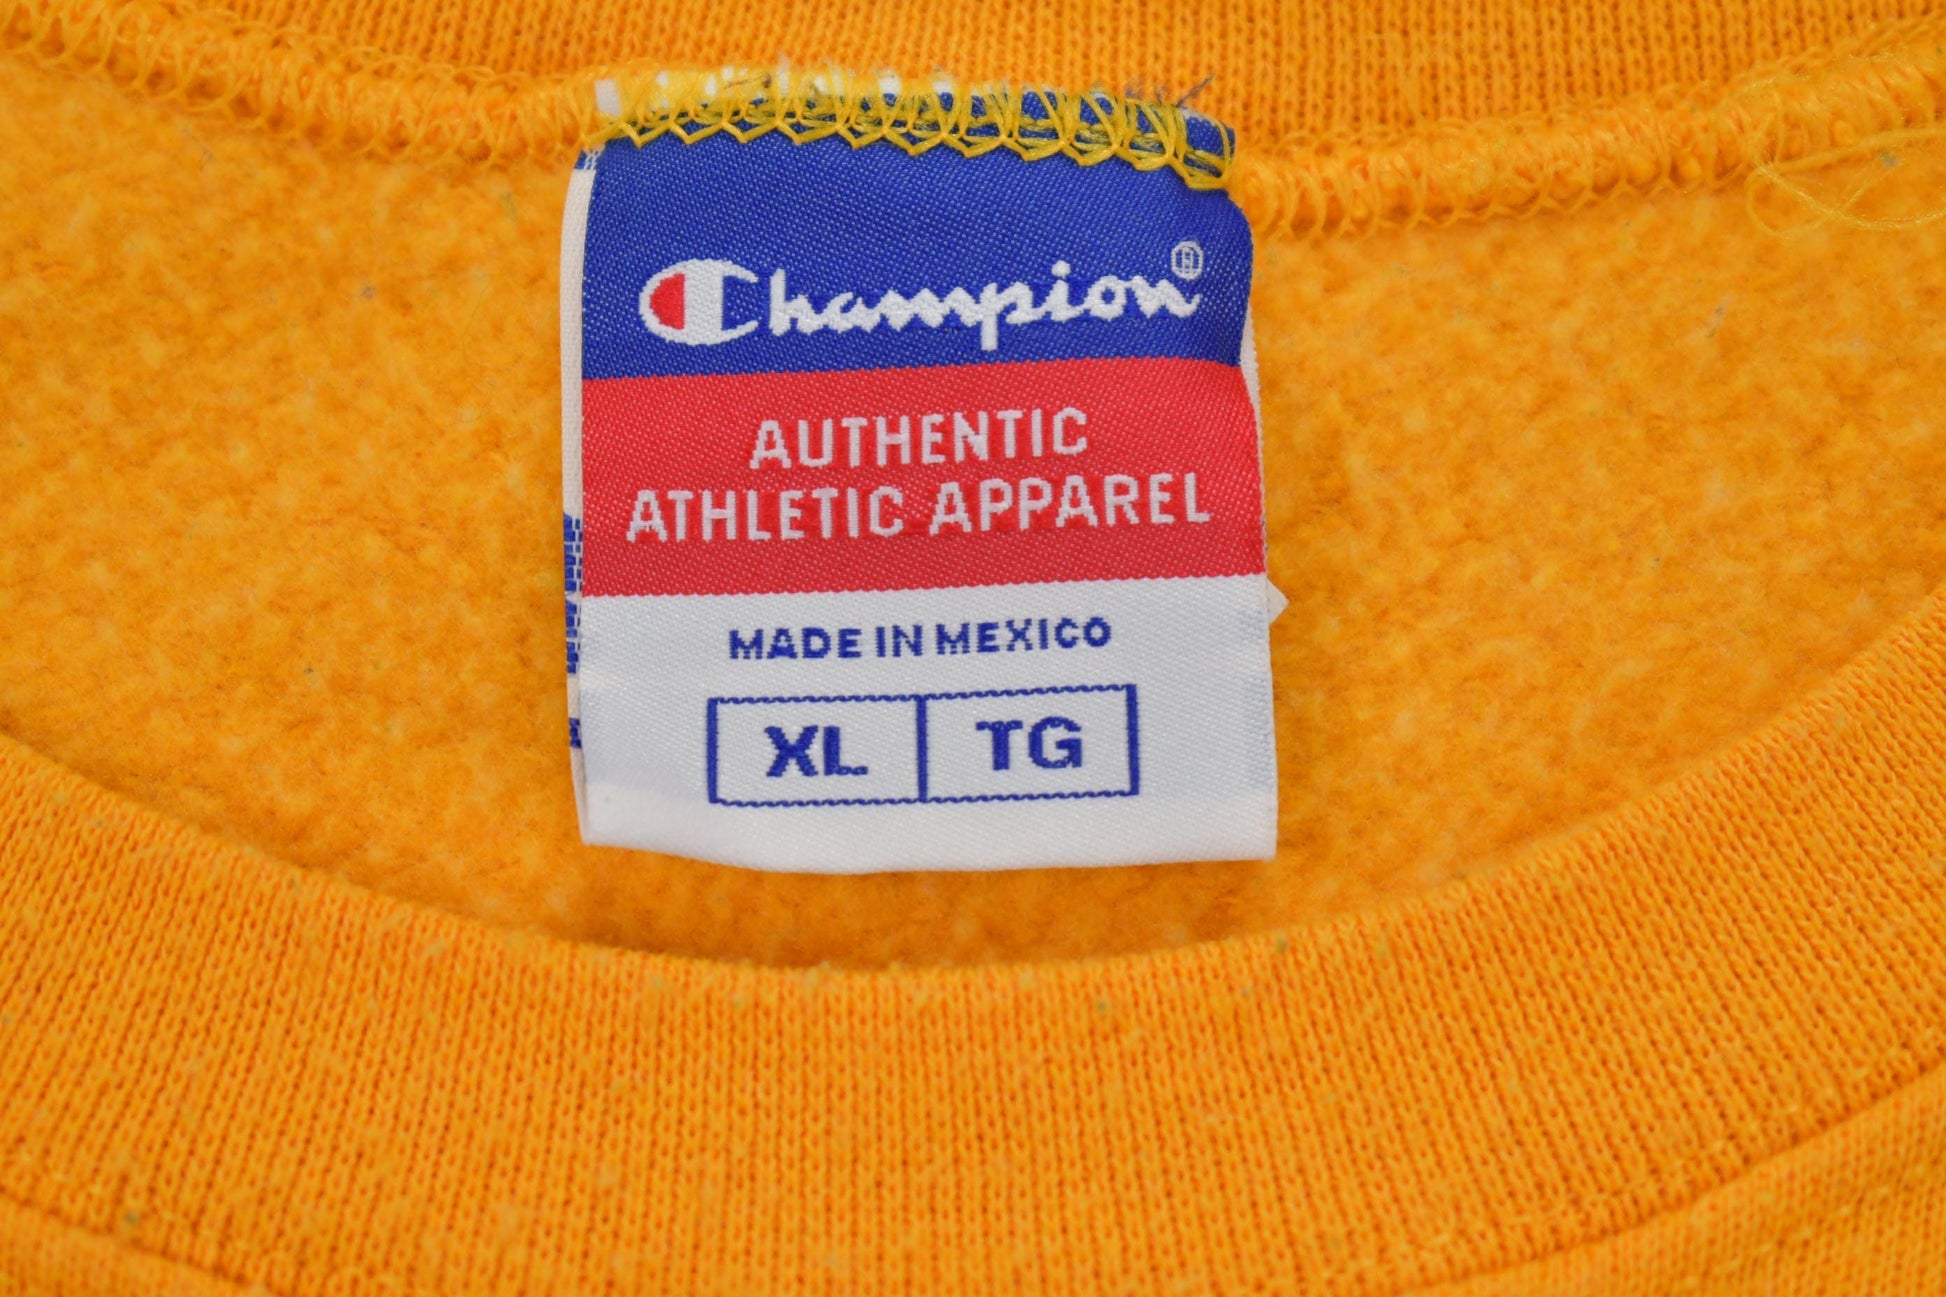 Champion®
AUTHENTIC
ATHLETIC APPAREL
MADE IN MEXICO
XL TG